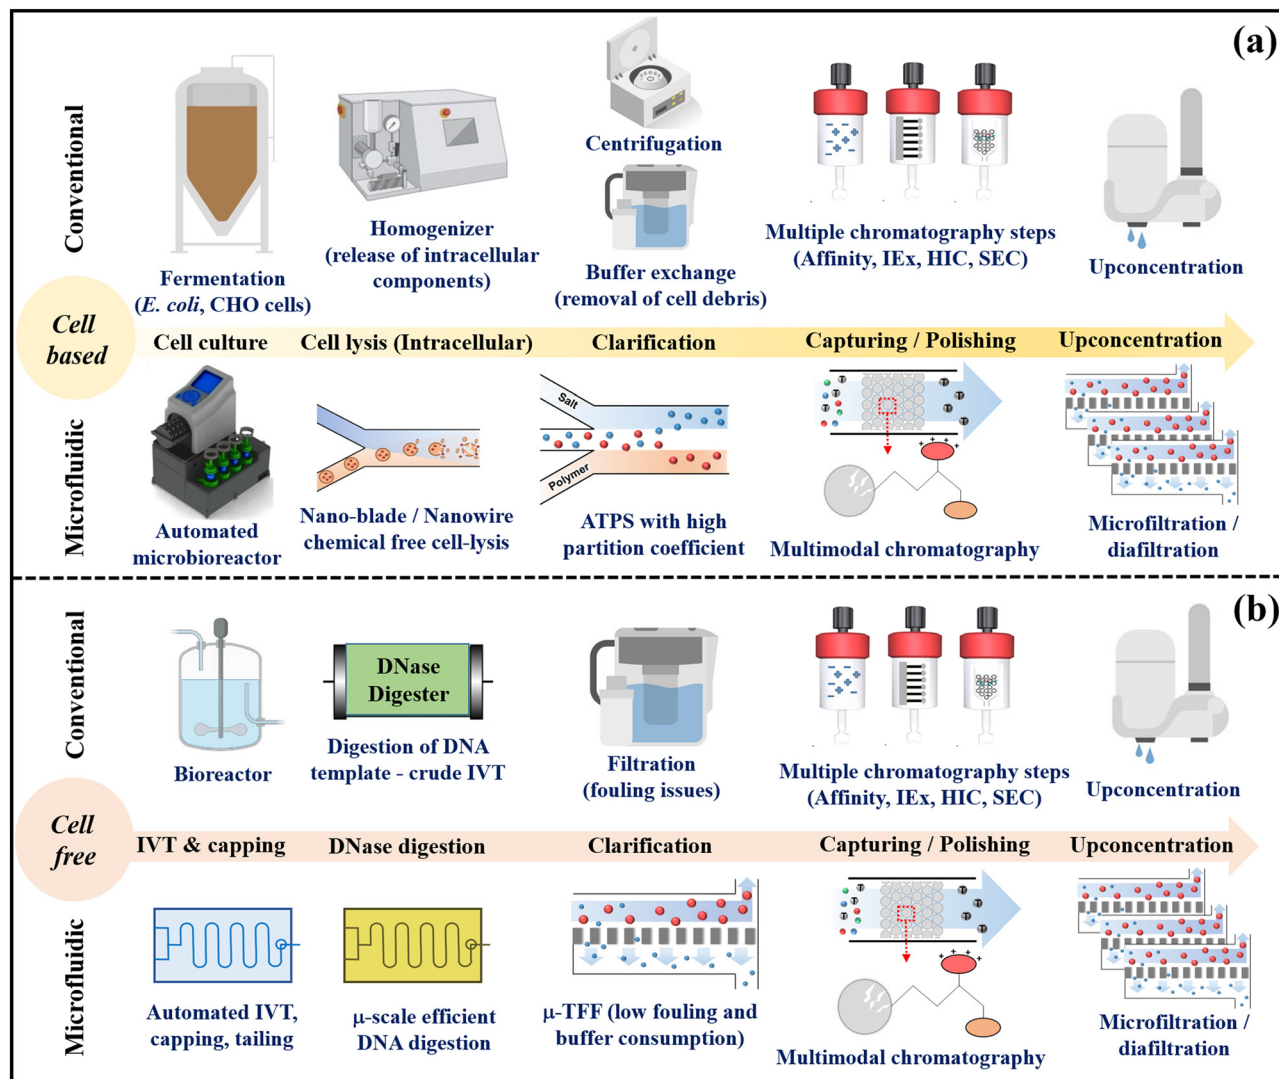 (a)
Conventional
Centrifugation
Homogenizer
(release of intracellular
components)
Multiple chromatography steps
(Affinity, IEx, HIC, SEC)
Fermentation
(E. coli, CHO cells)
Buffer exchange
(removal of cell debris)
Upconcentration
Cell
based
Cell culture
Cell lysis (Intracellular)
Clarification
Capturing / Polishing
Upconcentration
Microfluidic
Salt
Polymer
T
T
T
T
T
T
T
+ + + +
Automated
microbioreactor
Nano-blade / Nanowire
chemical free cell-lysis
ATPS with high
partition coefficient
Multimodal chromatography
Microfiltration /
diafiltration
(b)
Conventional
DNase
Digester
Bioreactor
Digestion of DNA
template - crude IVT
Filtration
(fouling issues)
Multiple chromatography steps
(Affinity, IEx, HIC, SEC)
Upconcentration
Cell
free
IVT & capping
DNase digestion
Clarification
Capturing / Polishing
Upconcentration
Microfluidic
T
T
T
T
T
T
T
+ + + +
Automated IVT,
capping, tailing
μ-scale efficient
DNA digestion
μ-TFF (low fouling and
buffer consumption)
Multimodal chromatography
Microfiltration /
diafiltration